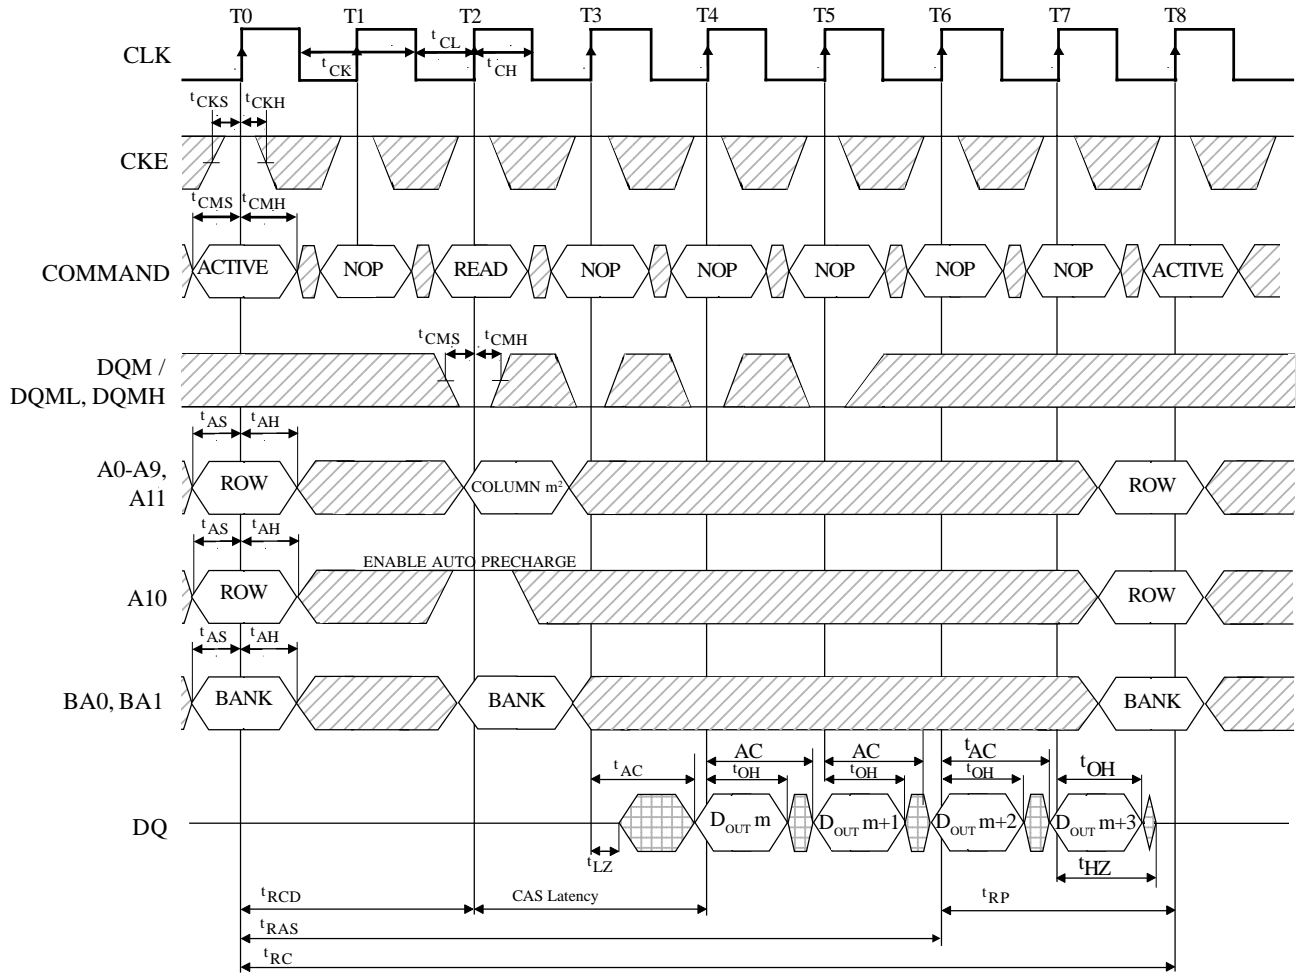 T0 T1 T2 T3 T4 T5 T6 T7 T8
CLK
tCL
tCK tCH
tCKS tCKH
CKE
tCMS tCMH
COMMAND ACTIVE NOP READ NOP NOP NOP NOP NOP ACTIVE
tCMS tCMH
DQM /
DQML, DQMH
tAS tAH
A0-A9,
A11
ROW COLUMN m2 ROW
tAS tAH
ENABLE AUTO PRECHARGE
A10 ROW ROW
tAS tAH
BA0, BA1 BANK BANK BANK
tAC AC AC tAC
tOH tOH tOH tOH
DQ DOUT m DOUT m+1 DOUT m+2 DOUT m+3
tLZ tHZ
tRCD CAS Latency tRP
tRAS
tRC